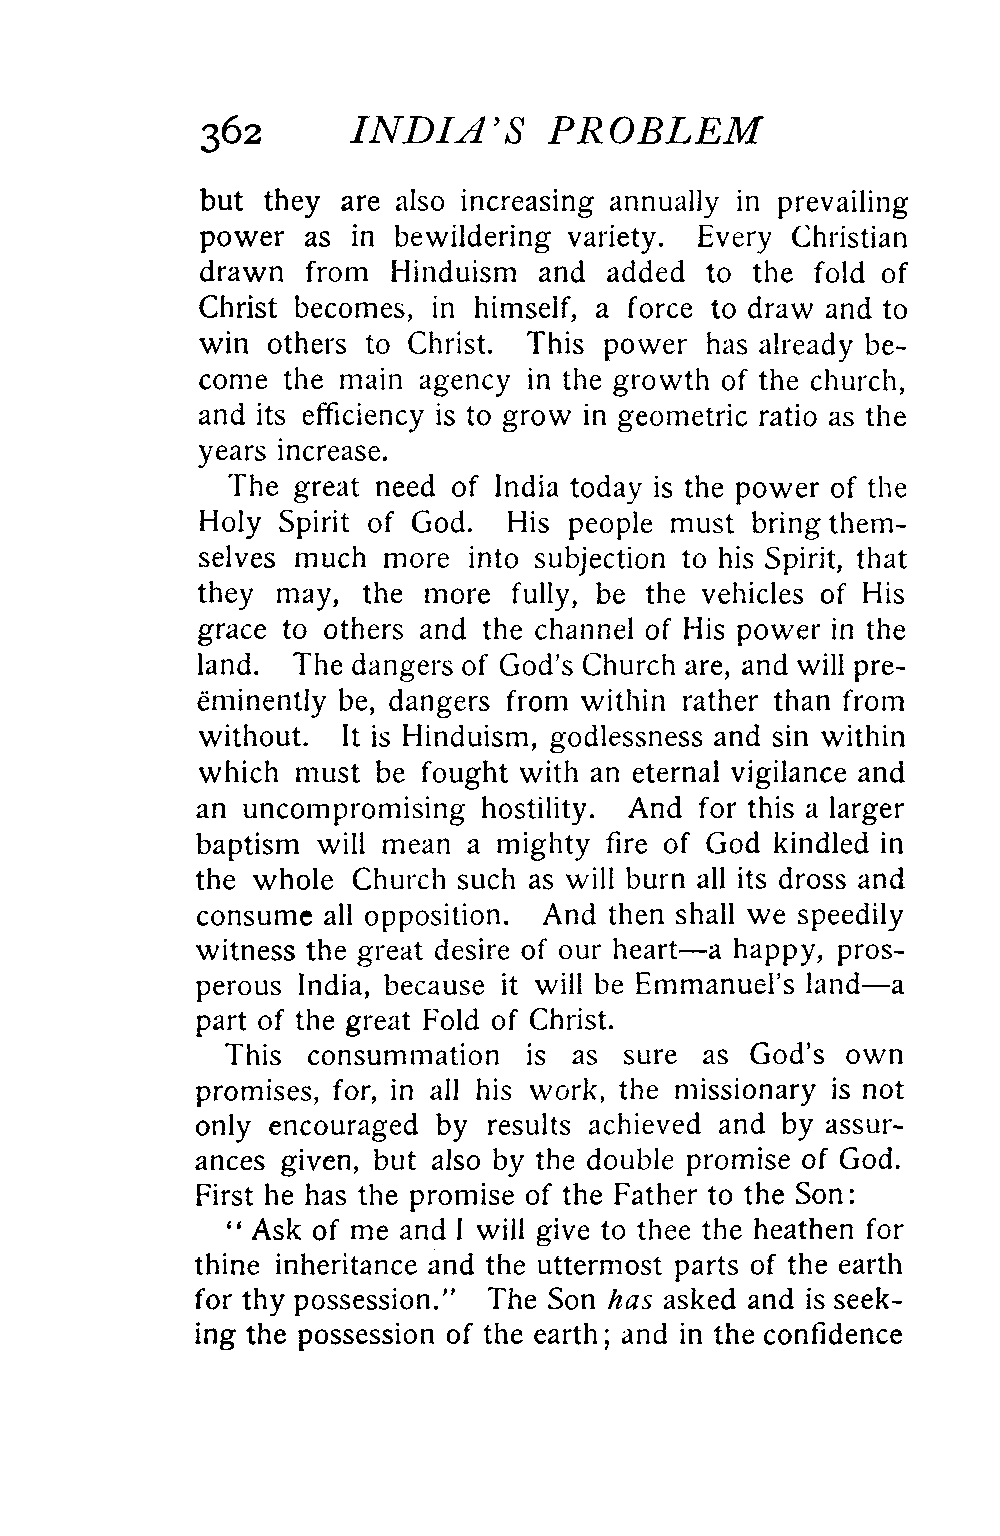 362 INDIA'S PROBLEM
but they are also increasing annually in prevailing
power as in bewildering variety. Every Christian
drawn from Hinduism and added to the fold of
Christ becomes, in himself, a force to draw and to
win others to Christ. This power has already be-
come the main agency in the growth of the church,
and its efficiency is to grow in geometric ratio as the
years increase.
The great need of India today is the power of the
Holy Spirit of God. His people must bring them-
selves much more into subjection to his Spirit, that
they may, the more fully, be the vehicles of His
grace to others and the channel of His power in the
land. The dangers of God's Church are, and will pre-
ëminently be, dangers from within rather than from
without. It is Hinduism, godlessness and sin within
which must be fought with an eternal vigilance and
an uncompromising hostility. And for this a larger
baptism will mean a mighty fire of God kindled in
the whole Church such as will burn all its dross and
consume all opposition. And then shall we speedily
witness the great desire of our heart—a happy, pros-
perous India, because it will be Emmanuel's land—a
part of the great Fold of Christ.
This consummation is as sure as God's own
promises, for, in all his work, the missionary is not
only encouraged by results achieved and by assur-
ances given, but also by the double promise of God.
First he has the promise of the Father to the Son:
"Ask of me and I will give to thee the heathen for
thine inheritance and the uttermost parts of the earth
for thy possession." The Son has asked and is seek-
ing the possession of the earth; and in the confidence